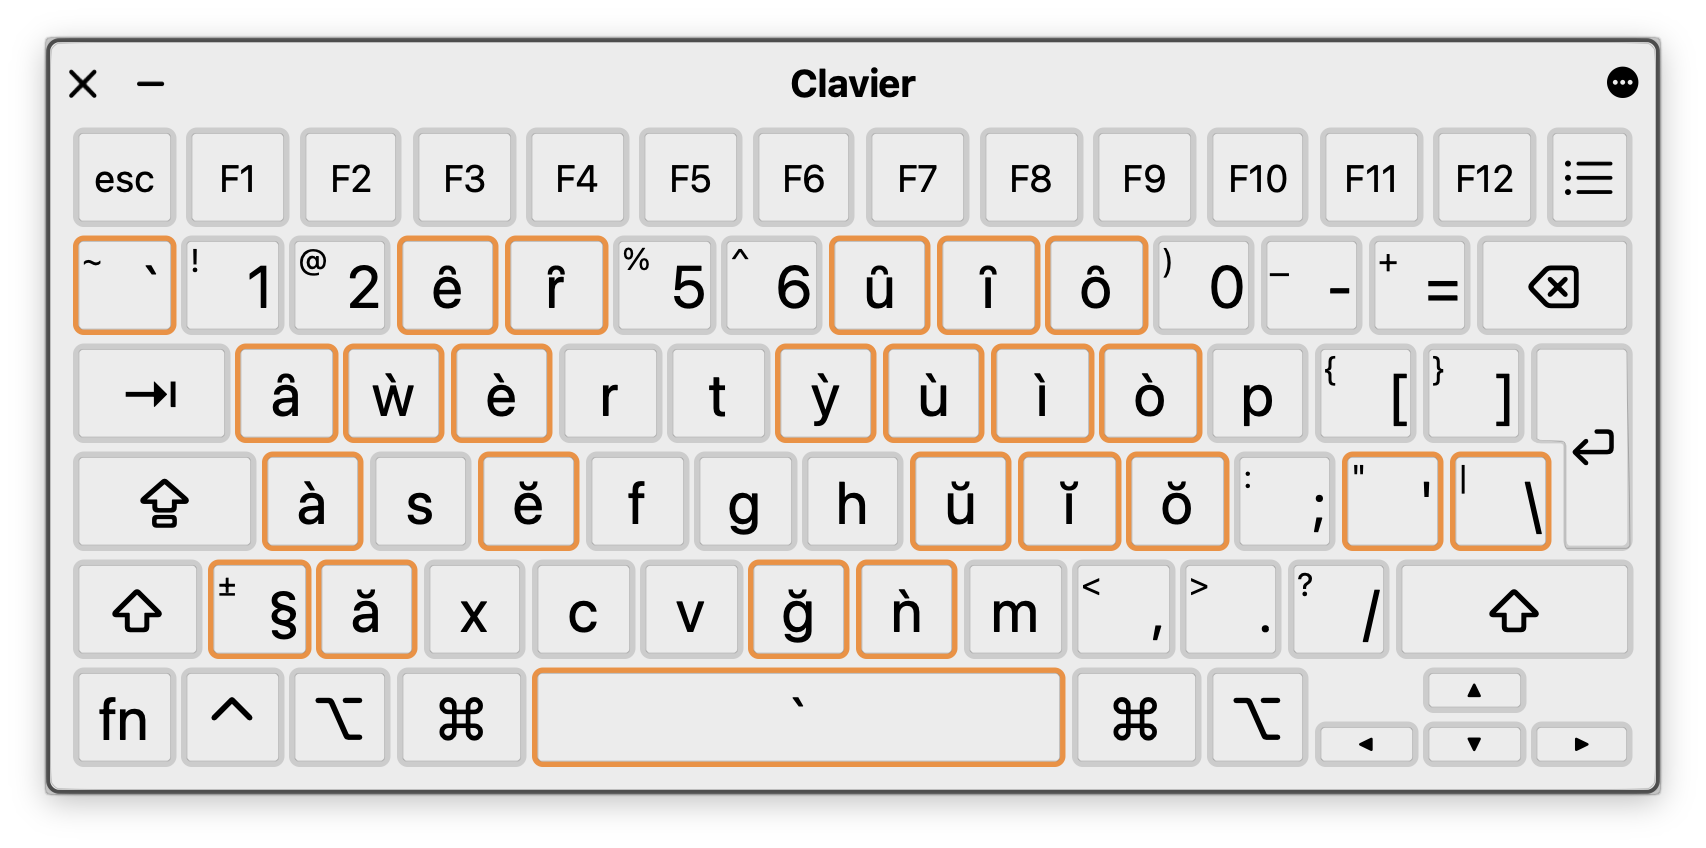 Clavier
esc F1 F2 F3 F4 F5 F6 F7 F8 F9 F10 F11 F12
~ ` ! 1 @ 2 ȇ ȓ % 5 ^ 6 ȗ ȋ ȏ ) 0 _ - + =
ȃ ẁ è r t ỳ ù ì ò p { [ } ]
à s ĕ f g h ŭ ĭ ŏ : ; " ' | \
± § ă x c v ğ ǹ m < , > . ? /
fn ^ ⌥ ⌘ ` ⌘ ⌥